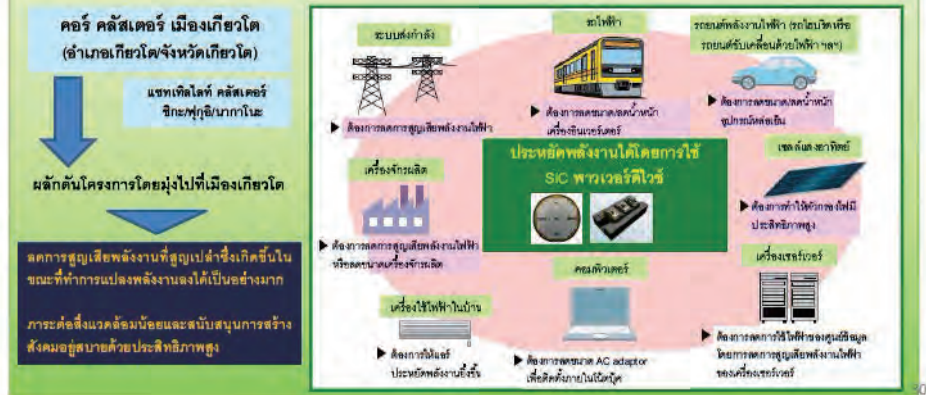 คอร์ คลัสเตอร์ เมืองเกียวโต
(อำเภอเกียวโต/จังหวัดเกียวโต)
แซทเทิลไลท์ คลัสเตอร์
ชิกะ/ฟุกุอิ/นากาโนะ
ผลักดันโครงการโดยมุ่งไปที่เมืองเกียวโต
ลดการสูญเสียพลังงานที่สูญเปล่าซึ่งเกิดขึ้นใน
ขณะที่ทำการแปลงพลังงานลงได้เป็นอย่างมาก
ภาระต่อสิ่งแวดล้อมน้อยและสนับสนุนการสร้าง
สังคมอยู่สบายด้วยประสิทธิภาพสูง
ระบบส่งกำลัง
▶ ต้องการลดการสูญเสียพลังงานไฟฟ้า
รถไฟฟ้า
▶ ต้องการลดขนาด/ลดน้ำหนัก
เครื่องอินเวอร์เตอร์
รถยนต์พลังงานไฟฟ้า (รถไฮบริดหรือ
รถยนต์ขับเคลื่อนด้วยไฟฟ้า ฯลฯ)
▶ ต้องการลดขนาด/ลดน้ำหนัก
อุปกรณ์หล่อเย็น
เครื่องจักรผลิต
▶ ต้องการลดการสูญเสียพลังงานไฟฟ้า
หรือลดขนาดเครื่องจักรผลิต
ประหยัดพลังงานได้โดยการใช้
SiC พาวเวอร์ดีไวซ์
เซลล์แสงอาทิตย์
▶ ต้องการทำให้ตัวกรองไฟมี
ประสิทธิภาพสูง
เครื่องใช้ไฟฟ้าในบ้าน
▶ ต้องการให้แอร์
ประหยัดพลังงานยิ่งขึ้น
คอมพิวเตอร์
▶ ต้องการลดขนาด AC adaptor
เพื่อติดตั้งภายในโน้ตบุ๊ค
เครื่องเซอร์เวอร์
▶ ต้องการลดการใช้ไฟฟ้าของศูนย์ข้อมูล
โดยการลดการสูญเสียพลังงานไฟฟ้า
ของเครื่องเซอร์เวอร์
30